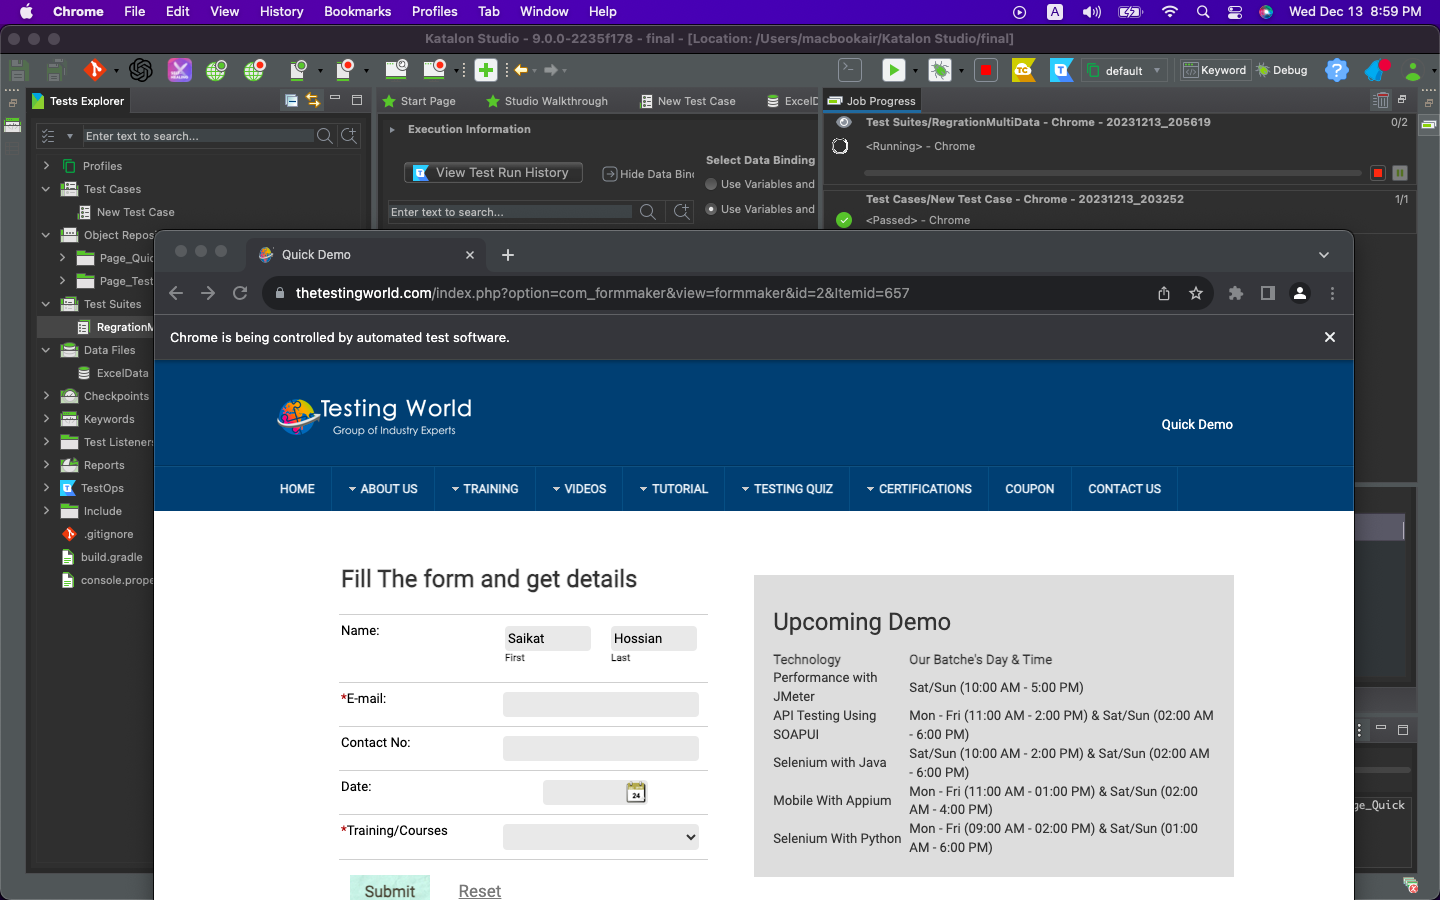 Chrome File Edit View History Bookmarks Profiles Tab Window Help A Wed Dec 13 8:59 PM
Katalon Studio - 9.0.0-2235f178 - final - [Location: /Users/macbookair/Katalon Studio/final]
default Keyword Debug
Tests Explorer
Start Page Studio Walkthrough New Test Case ExcelD
Job Progress
Enter text to search...
Profiles
Test Cases
New Test Case
Object Repos
Page_Quic
Page_Test
Test Suites
RegrationM
Data Files
ExcelData
Checkpoints
Keywords
Test Listeners
Reports
TestOps
Include
.gitignore
build.gradle
console.prope
Execution Information
View Test Run History
Hide Data Bin
Enter text to search...
Select Data Binding
Use Variables and
Use Variables and
Test Suites/RegrationMultiData - Chrome - 20231213_205619 0/2
<Running> - Chrome
Test Cases/New Test Case - Chrome - 20231213_203252 1/1
<Passed> - Chrome
Quick Demo
thetestingworld.com/index.php?option=com_formmaker&view=formmaker&id=2&Itemid=657
Chrome is being controlled by automated test software.
Testing World
Group of Industry Experts
Quick Demo
HOME ABOUT US TRAINING VIDEOS TUTORIAL TESTING QUIZ CERTIFICATIONS COUPON CONTACT US
Fill The form and get details
Name: Saikat Hossian
First Last
*E-mail:
Contact No:
Date: 24
*Training/Courses
Submit Reset
Upcoming Demo
Technology Our Batche's Day & Time
Performance with
JMeter
Sat/Sun (10:00 AM - 5:00 PM)
API Testing Using
SOAPUI
Mon - Fri (11:00 AM - 2:00 PM) & Sat/Sun (02:00 AM
- 6:00 PM)
Selenium with Java
Sat/Sun (10:00 AM - 2:00 PM) & Sat/Sun (02:00 AM
- 6:00 PM)
Mobile With Appium
Mon - Fri (11:00 AM - 01:00 PM) & Sat/Sun (02:00
AM - 4:00 PM)
Selenium With Python
Mon - Fri (09:00 AM - 02:00 PM) & Sat/Sun (01:00
AM - 6:00 PM)
ge_Quick